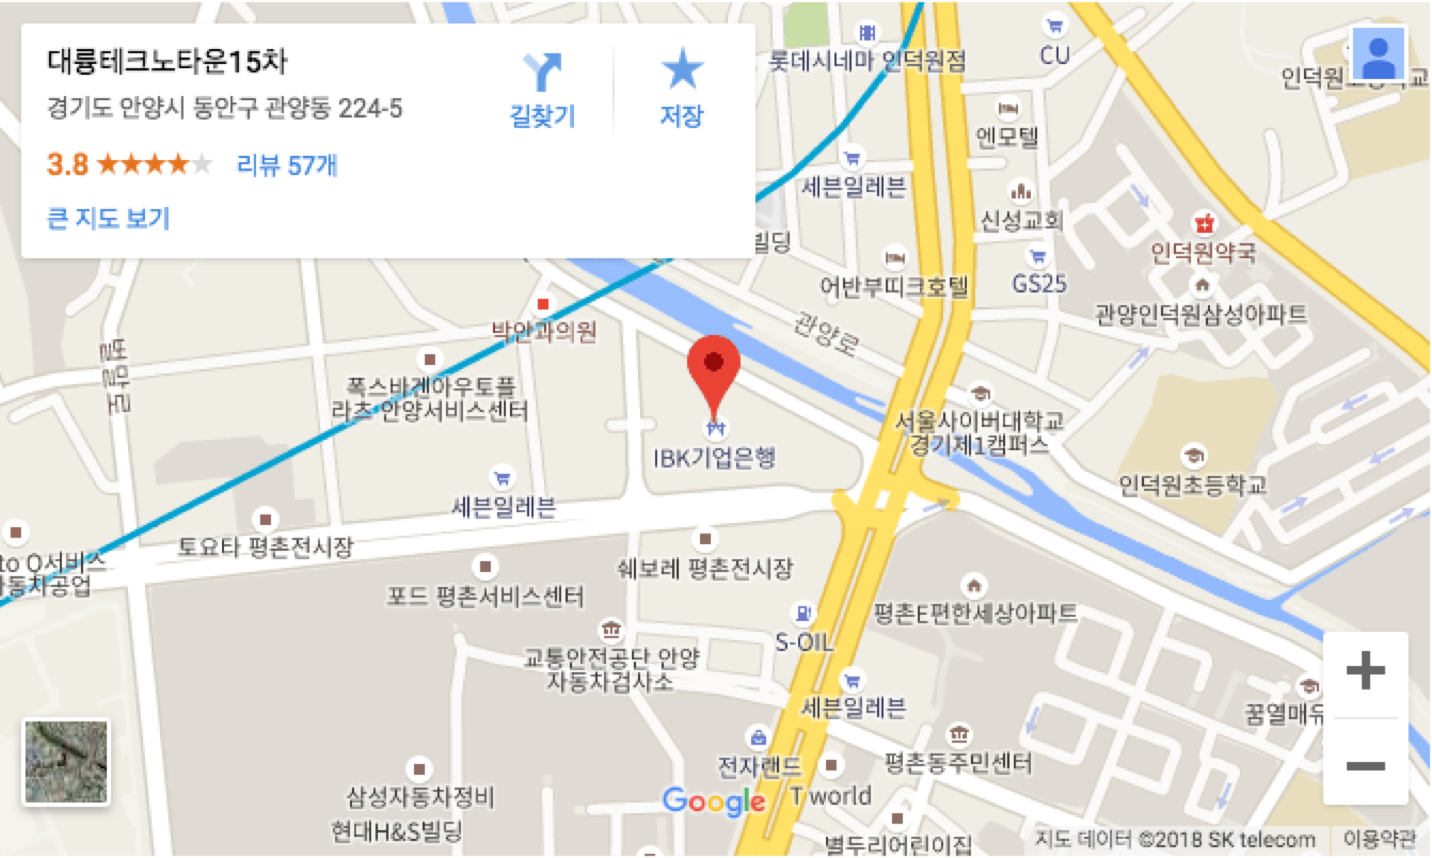 대륭테크노타운15차
경기도 안양시 동안구 관양동 224-5
3.8
리뷰 57개
큰 지도 보기
길찾기
저장
롯데시네마 인덕원점
CU
엔모텔
세븐일레븐
신성교회
인덕원약국
빌딩
어반부띠크호텔
GS25
관양인덕원삼성아파트
관양로
박안과의원
벌말로
폭스바겐아우토플
라츠 안양서비스센터
서울사이버대학교
경기제1캠퍼스
IBK기업은행
인덕원초등학교
세븐일레븐
토요타 평촌전시장
to Q서비스
자동차공업
쉐보레 평촌전시장
포드 평촌서비스센터
평촌E편한세상아파트
S-OIL
교통안전공단 안양
자동차검사소
세븐일레븐
꿈열매유
전자랜드
평촌동주민센터
삼성자동차정비
Google
T world
현대H&S빌딩
별두리어린이집
지도 데이터 ©2018 SK telecom
이용약관